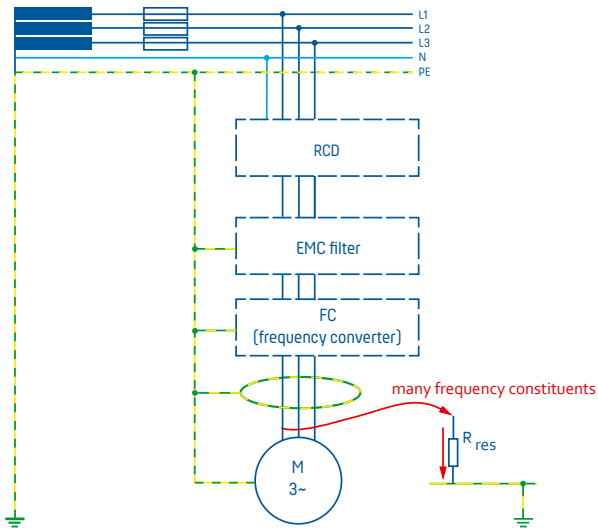 L1
L2
L3
N
PE
RCD
EMC filter
FC
(frequency converter)
many frequency constituents
R res
M
3~